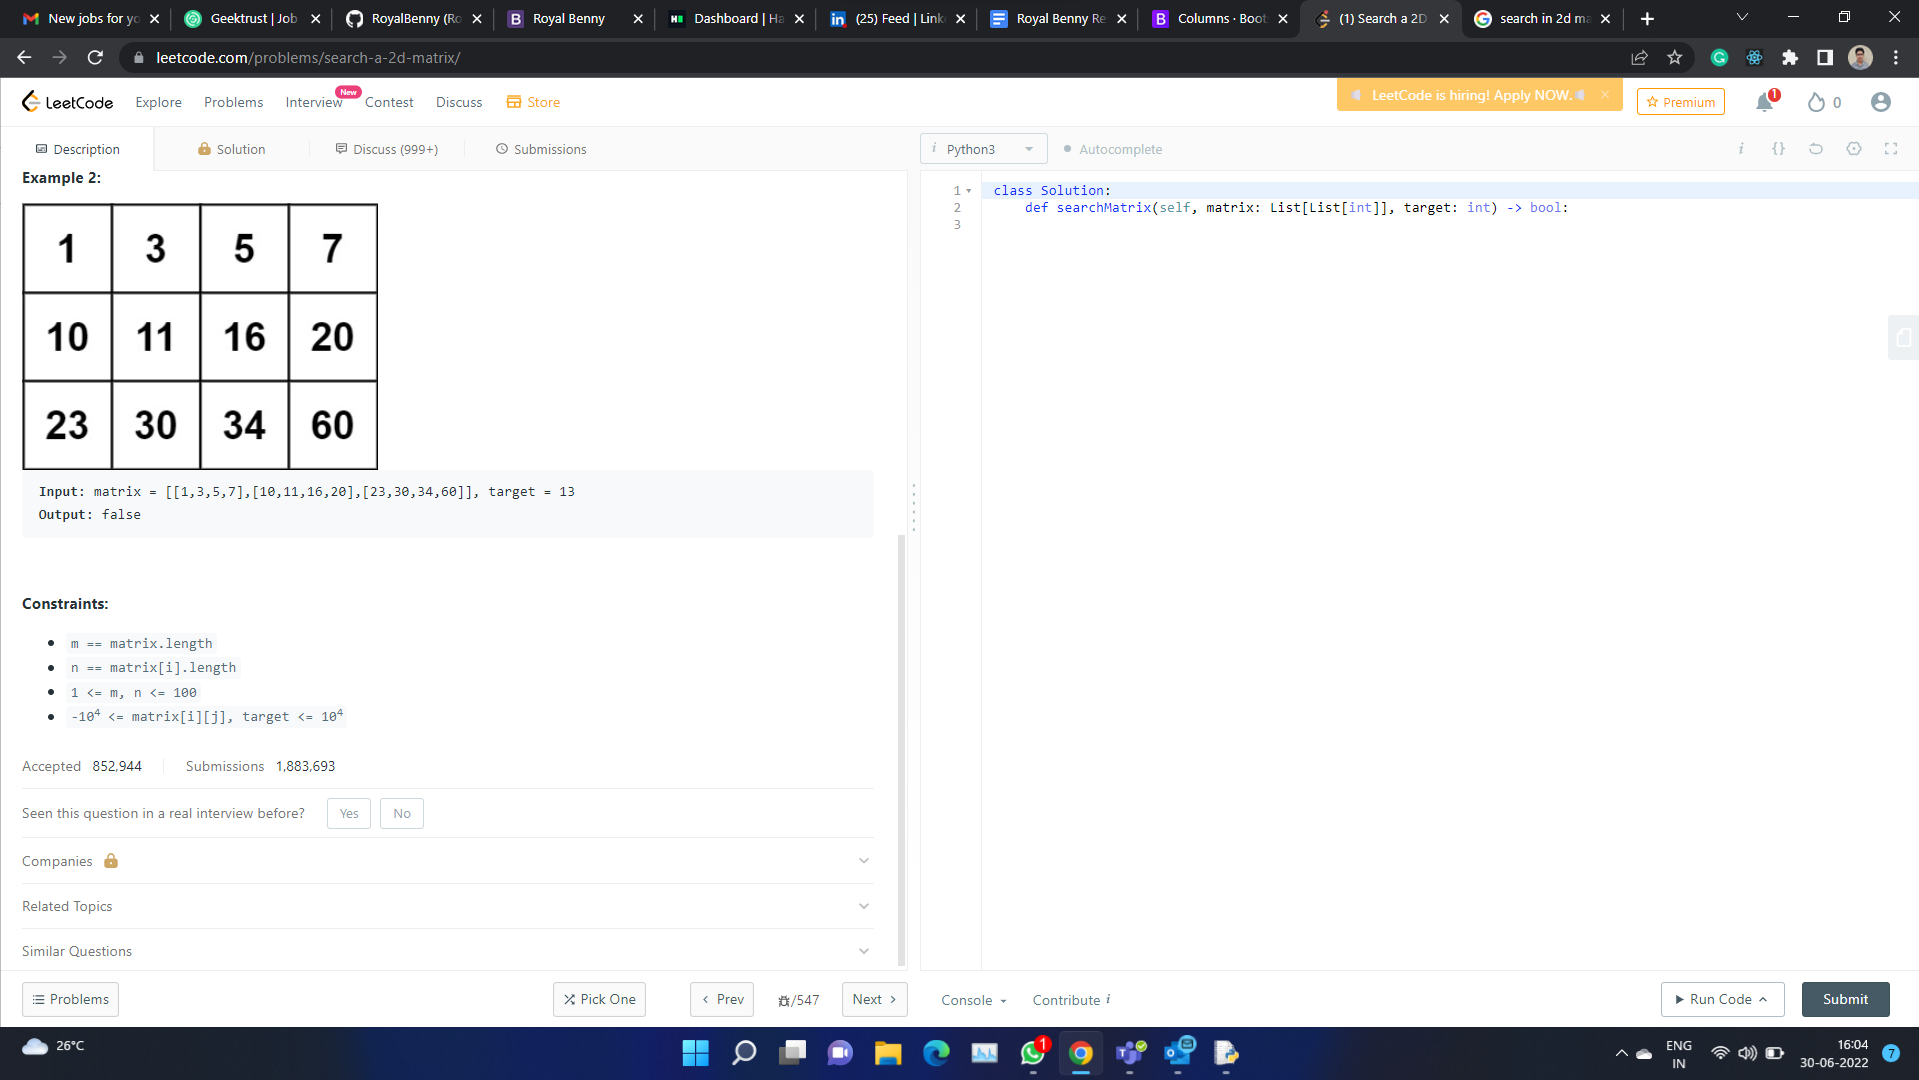 New jobs for yo
Geektrust | Job
RoyalBenny (Ro
Royal Benny
Dashboard | Ha
(25) Feed | Link
Royal Benny Re
Columns · Boot
(1) Search a 2D
search in 2d ma
leetcode.com/problems/search-a-2d-matrix/
LeetCode
Explore
Problems
Interview
New
Contest
Discuss
Store
LeetCode is hiring! Apply NOW.
Premium
1
0
Description
Solution
Discuss (999+)
Submissions
i Python3
Autocomplete
Example 2:
1 3 5 7
10 11 16 20
23 30 34 60
Input: matrix = [[1,3,5,7],[10,11,16,20],[23,30,34,60]], target = 13
Output: false
Constraints:
m == matrix.length
n == matrix[i].length
1 <= m, n <= 100
-10⁴ <= matrix[i][j], target <= 10⁴
Accepted 852,944
Submissions 1,883,693
Seen this question in a real interview before?
Yes
No
Companies
Related Topics
Similar Questions
1 class Solution:
2 def searchMatrix(self, matrix: List[List[int]], target: int) -> bool:
3
Problems
Pick One
Prev
/547
Next
Console
Contribute i
Run Code
Submit
26°C
1
ENG
IN
16:04
30-06-2022
7